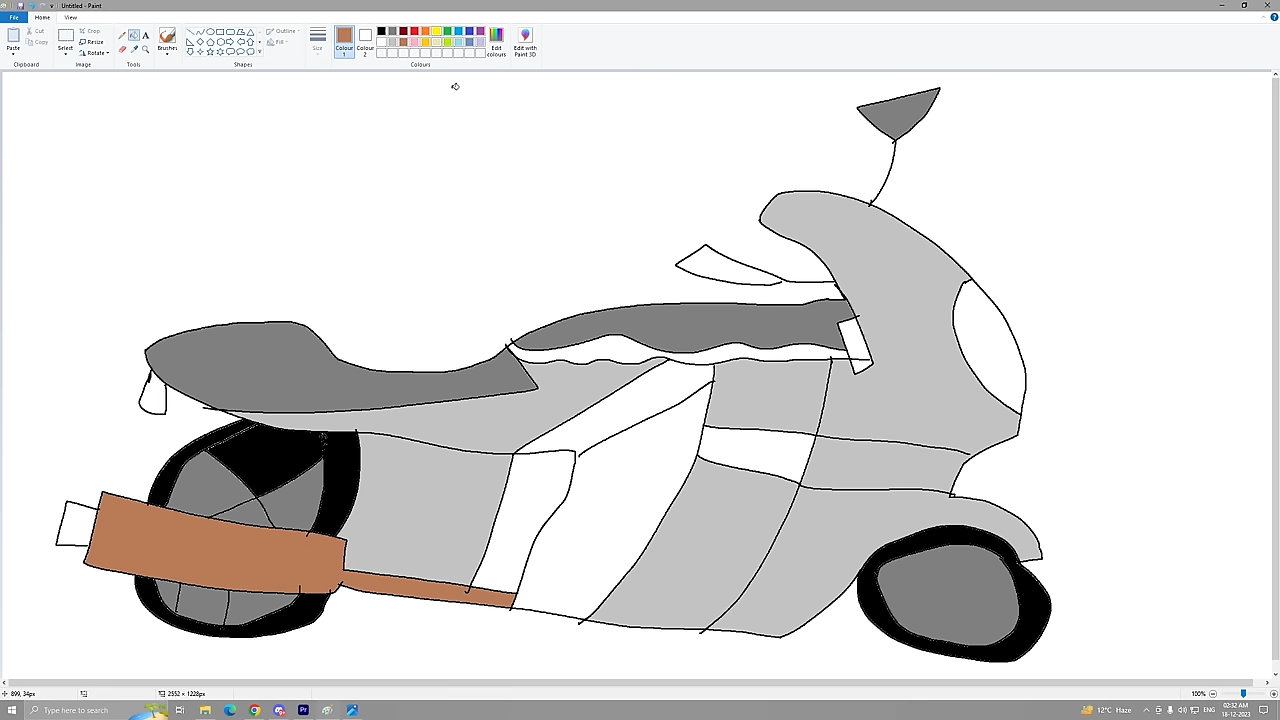 Untitled - Paint
File Home View
Paste Cut Copy Clipboard
Select Crop Resize Rotate Image
Tools
Brushes
Outline Fill Shapes
Size
Colour 1 Colour 2 Colours
Edit colours
Edit with Paint 3D
899, 34px 2552 × 1228px 100%
Type here to search 12°C Haze ENG 02:32 AM 18-12-2023